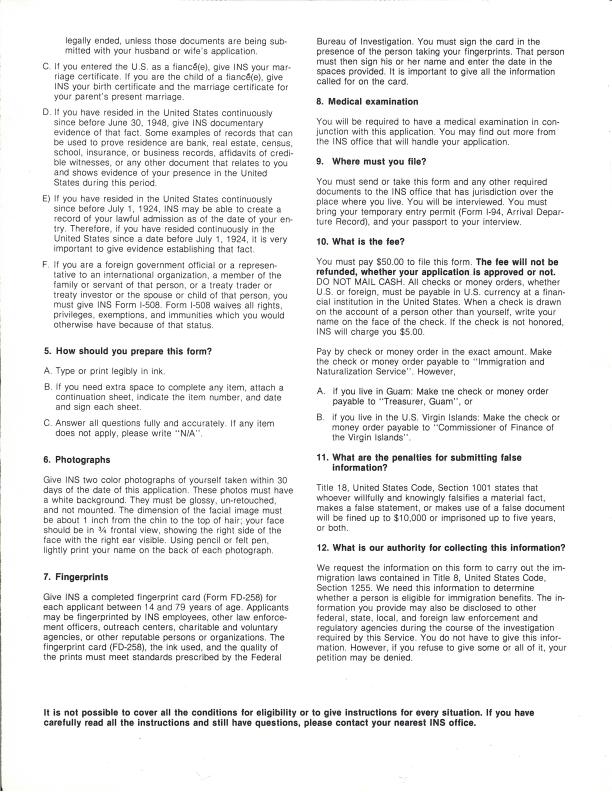 legally ended, unless those documents are being sub-
mitted with your husband or wife's application.
C. If you entered the U.S. as a fiancé(e), give INS your mar-
riage certificate. If you are the child of a fiancé(e), give
INS your birth certificate and the marriage certificate for
your parent's present marriage.
D. If you have resided in the United States continuously
since before June 30, 1948, give INS documentary
evidence of that fact. Some examples of records that can
be used to prove residence are bank, real estate, census,
school, insurance, or business records, affidavits of credi-
ble witnesses, or any other document that relates to you
and shows evidence of your presence in the United
States during this period.
E) If you have resided in the United States continuously
since before July 1, 1924, INS may be able to create a
record of your lawful admission as of the date of your en-
try. Therefore, if you have resided continuously in the
United States since a date before July 1, 1924, it is very
important to give evidence establishing that fact.
F. If you are a foreign government official or a represen-
tative to an international organization, a member of the
family or servant of that person, or a treaty trader or
treaty investor or the spouse or child of that person, you
must give INS Form I-508. Form I-508 waives all rights,
privileges, exemptions, and immunities which you would
otherwise have because of that status.
5. How should you prepare this form?
A. Type or print legibly in ink.
B. If you need extra space to complete any item, attach a
continuation sheet, indicate the item number, and date
and sign each sheet.
C. Answer all questions fully and accurately. If any item
does not apply, please write "N/A".
6. Photographs
Give INS two color photographs of yourself taken within 30
days of the date of this application. These photos must have
a white background. They must be glossy, un-retouched,
and not mounted. The dimension of the facial image must
be about 1 inch from the chin to the top of hair; your face
should be in ¾ frontal view, showing the right side of the
face with the right ear visible. Using pencil or felt pen,
lightly print your name on the back of each photograph.
7. Fingerprints
Give INS a completed fingerprint card (Form FD-258) for
each applicant between 14 and 79 years of age. Applicants
may be fingerprinted by INS employees, other law enforce-
ment officers, outreach centers, charitable and voluntary
agencies, or other reputable persons or organizations. The
fingerprint card (FD-258), the ink used, and the quality of
the prints must meet standards prescribed by the Federal
Bureau of Investigation. You must sign the card in the
presence of the person taking your fingerprints. That person
must then sign his or her name and enter the date in the
spaces provided. It is important to give all the information
called for on the card.
8. Medical examination
You will be required to have a medical examination in con-
junction with this application. You may find out more from
the INS office that will handle your application.
9. Where must you file?
You must send or take this form and any other required
documents to the INS office that has jurisdiction over the
place where you live. You will be interviewed. You must
bring your temporary entry permit (Form I-94, Arrival Depar-
ture Record), and your passport to your interview.
10. What is the fee?
You must pay $50.00 to file this form. The fee will not be
refunded, whether your application is approved or not.
DO NOT MAIL CASH. All checks or money orders, whether
U.S. or foreign, must be payable in U.S. currency at a finan-
cial institution in the United States. When a check is drawn
on the account of a person other than yourself, write your
name on the face of the check. If the check is not honored,
INS will charge you $5.00.
Pay by check or money order in the exact amount. Make
the check or money order payable to "Immigration and
Naturalization Service". However,
A. if you live in Guam: Make the check or money order
payable to "Treasurer, Guam", or
B. if you live in the U.S. Virgin Islands: Make the check or
money order payable to "Commissioner of Finance of
the Virgin Islands".
11. What are the penalties for submitting false
information?
Title 18, United States Code, Section 1001 states that
whoever willfully and knowingly falsifies a material fact,
makes a false statement, or makes use of a false document
will be fined up to $10,000 or imprisoned up to five years,
or both.
12. What is our authority for collecting this information?
We request the information on this form to carry out the im-
migration laws contained in Title 8, United States Code,
Section 1255. We need this information to determine
whether a person is eligible for immigration benefits. The in-
formation you provide may also be disclosed to other
federal, state, local, and foreign law enforcement and
regulatory agencies during the course of the investigation
required by this Service. You do not have to give this infor-
mation. However, if you refuse to give some or all of it, your
petition may be denied.
It is not possible to cover all the conditions for eligibility or to give instructions for every situation. If you have
carefully read all the instructions and still have questions, please contact your nearest INS office.